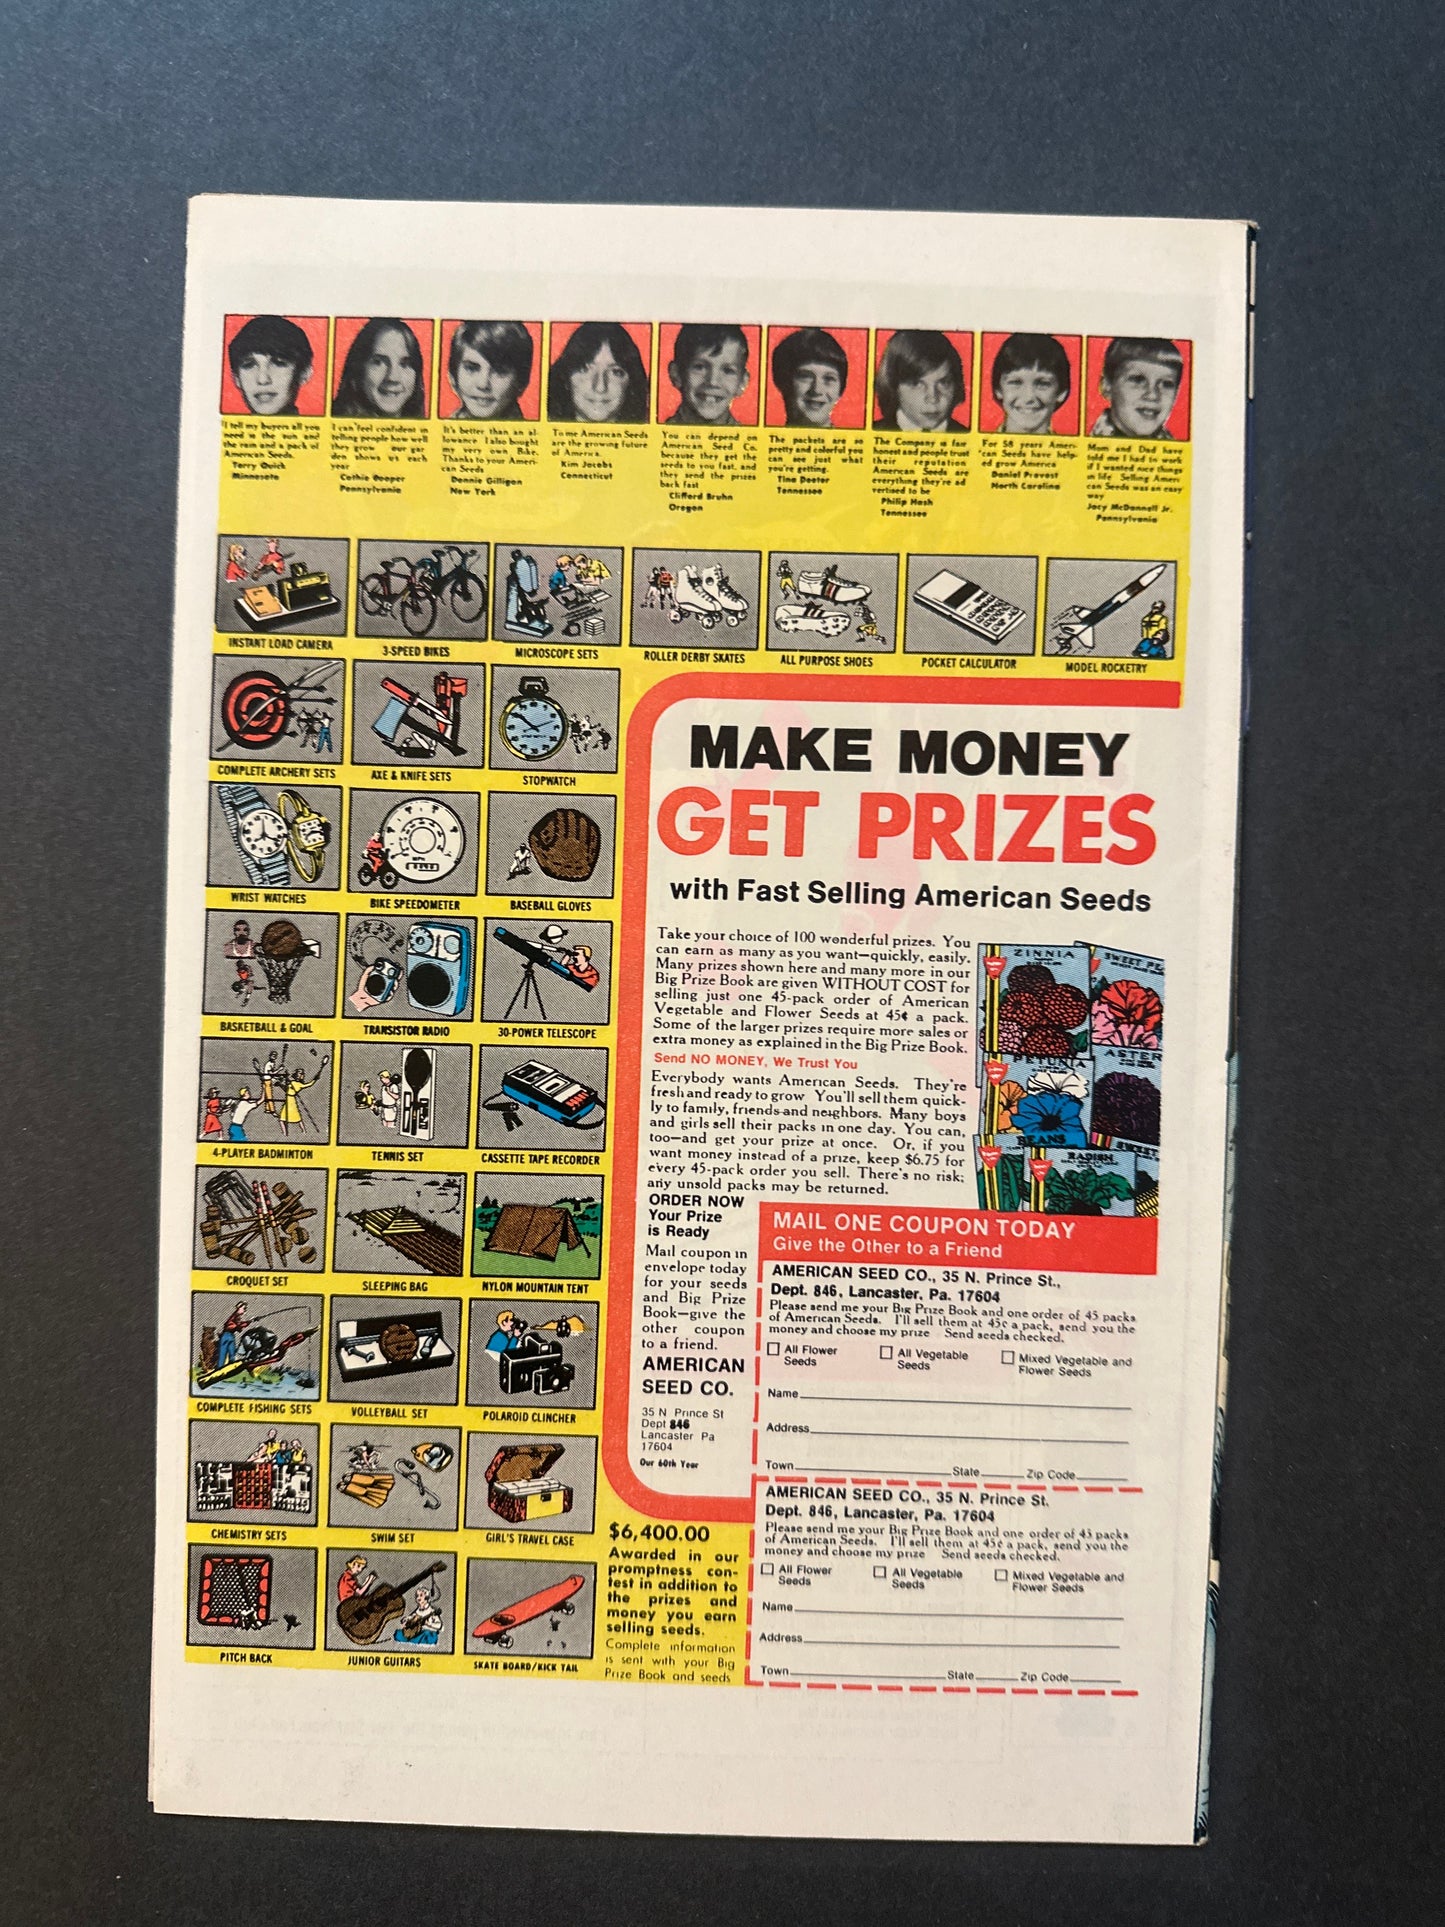 I tell my buyers all you
need is the sun and
the rain and a pack of
American Seeds.
Terry Quick
Minnesota
I can feel confident in
telling people how well
they grow our gar
den shows us each
year
Cathie Cooper
Pennsylvania
It's better than an al-
lowance. I also bought
my very own Bike.
Thanks to your Ameri-
can Seeds
Donnie Gilligan
New York
To me American Seeds
are the growing future
of America.
Kim Jacobs
Connecticut
You can depend on
American Seed Co.
because they get the
seeds to you fast, and
they send the prizes
back fast
Clifford Bruhn
Oregon
The packets are so
pretty and colorful you
can see just what
you're getting.
Tina Deeter
Tennessee
The Company is fair
honest and people trust
their reputation
American Seeds are
everything they're ad
vertised to be
Philip Hash
Tennessee
For 58 years Ameri-
can Seeds have help-
ed grow America
Daniel Provost
North Carolina
Mom and Dad have
told me I had to work
if I wanted nice things
in life Selling Ameri
can Seeds was an easy
way
Jacy McDonnell Jr.
Pennsylvania
INSTANT LOAD CAMERA
3-SPEED BIKES
MICROSCOPE SETS
ROLLER DERBY SKATES
ALL PURPOSE SHOES
POCKET CALCULATOR
MODEL ROCKETRY
COMPLETE ARCHERY SETS
AXE & KNIFE SETS
STOPWATCH
WRIST WATCHES
BIKE SPEEDOMETER
BASEBALL GLOVES
BASKETBALL & GOAL
TRANSISTOR RADIO
30-POWER TELESCOPE
4-PLAYER BADMINTON
TENNIS SET
CASSETTE TAPE RECORDER
CROQUET SET
SLEEPING BAG
NYLON MOUNTAIN TENT
COMPLETE FISHING SETS
VOLLEYBALL SET
POLAROID CLINCHER
CHEMISTRY SETS
SWIM SET
GIRL'S TRAVEL CASE
PITCH BACK
JUNIOR GUITARS
SKATE BOARD/KICK TAIL
MAKE MONEY
GET PRIZES
with Fast Selling American Seeds
Take your choice of 100 wonderful prizes. You
can earn as many as you want—quickly, easily.
Many prizes shown here and many more in our
Big Prize Book are given WITHOUT COST for
selling just one 45-pack order of American
Vegetable and Flower Seeds at 45¢ a pack.
Some of the larger prizes require more sales or
extra money as explained in the Big Prize Book.
Send NO MONEY, We Trust You
Everybody wants American Seeds. They're
fresh and ready to grow You'll sell them quick-
ly to family, friends and neighbors. Many boys
and girls sell their packs in one day. You can,
too—and get your prize at once. Or, if you
want money instead of a prize, keep $6.75 for
every 45-pack order you sell. There's no risk;
any unsold packs may be returned.
ZINNIA
SWEET PE
PETUNIA
ASTER
BEANS
RADISH
SWEET
ORDER NOW
Your Prize
is Ready
Mail coupon in
envelope today
for your seeds
and Big Prize
Book—give the
other coupon
to a friend.
AMERICAN
SEED CO.
35 N Prince St
Dept 846
Lancaster Pa
17604
Our 60th Year
$6,400.00
Awarded in our
promptness con-
test in addition to
the prizes and
money you earn
selling seeds.
Complete information
is sent with your Big
Prize Book and seeds
MAIL ONE COUPON TODAY
Give the Other to a Friend
AMERICAN SEED CO., 35 N. Prince St.,
Dept. 846, Lancaster, Pa. 17604
Please send me your Big Prize Book and one order of 45 packs
of American Seeds. I'll sell them at 45¢ a pack, send you the
money and choose my prize Send seeds checked.
All Flower Seeds
All Vegetable Seeds
Mixed Vegetable and Flower Seeds
Name
Address
Town State Zip Code
AMERICAN SEED CO., 35 N. Prince St.
Dept. 846, Lancaster, Pa. 17604
Please send me your Big Prize Book and one order of 45 packs
of American Seeds. I'll sell them at 45¢ a pack, send you the
money and choose my prize Send seeds checked.
All Flower Seeds
All Vegetable Seeds
Mixed Vegetable and Flower Seeds
Name
Address
Town State Zip Code